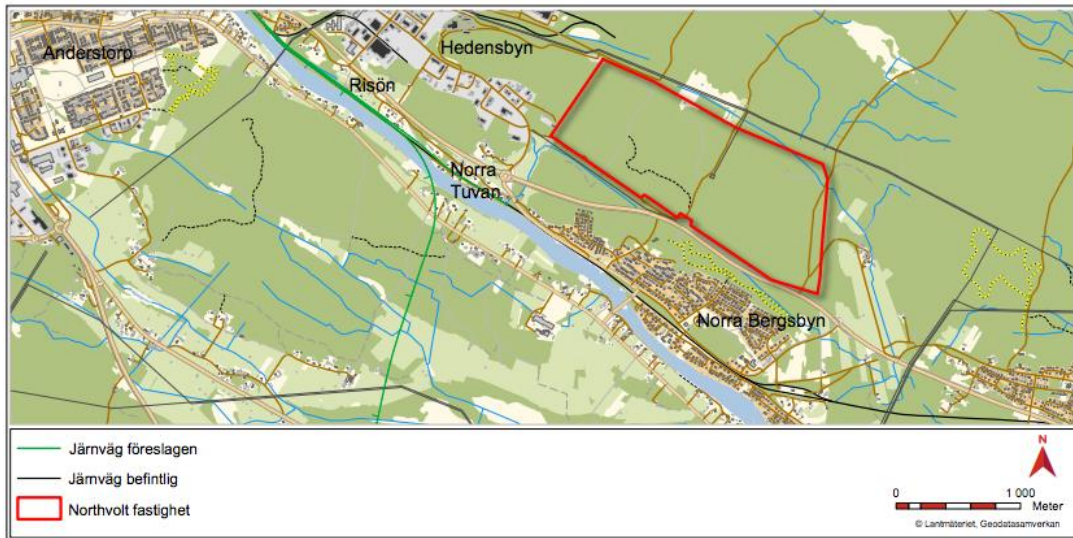 Anderstorp
Hedensbyn
Risön
Norra
Tuvan
Norra Bergsbyn
Järnväg föreslagen
Järnväg befintlig
Northvolt fastighet
N
0 1 000
Meter
© Lantmäteriet, Geodatasamverkan